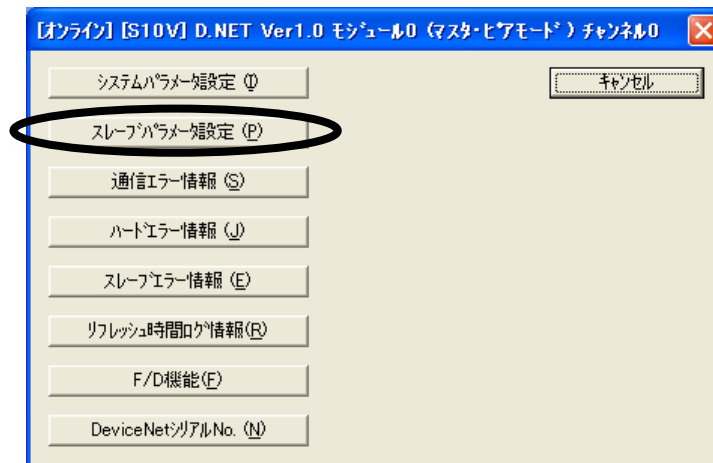 [オンライン] [S10V] D.NET Ver1.0 ﾓｼﾞｭｰﾙ0 (ﾏｽﾀ･ﾋﾟｱﾓｰﾄﾞ) ﾁｬﾝﾈﾙ0
ｼｽﾃﾑﾊﾟﾗﾒｰﾀ設定 (I)
キャンセル
ｽﾚｰﾌﾞﾊﾟﾗﾒｰﾀ設定 (P)
通信ｴﾗｰ情報 (S)
ﾊｰﾄﾞｴﾗｰ情報 (J)
ｽﾚｰﾌﾞｴﾗｰ情報 (E)
ﾘﾌﾚｯｼｭ時間ﾛｸﾞ情報(R)
F/D機能(F)
DeviceNetｼﾘｱﾙNo. (N)